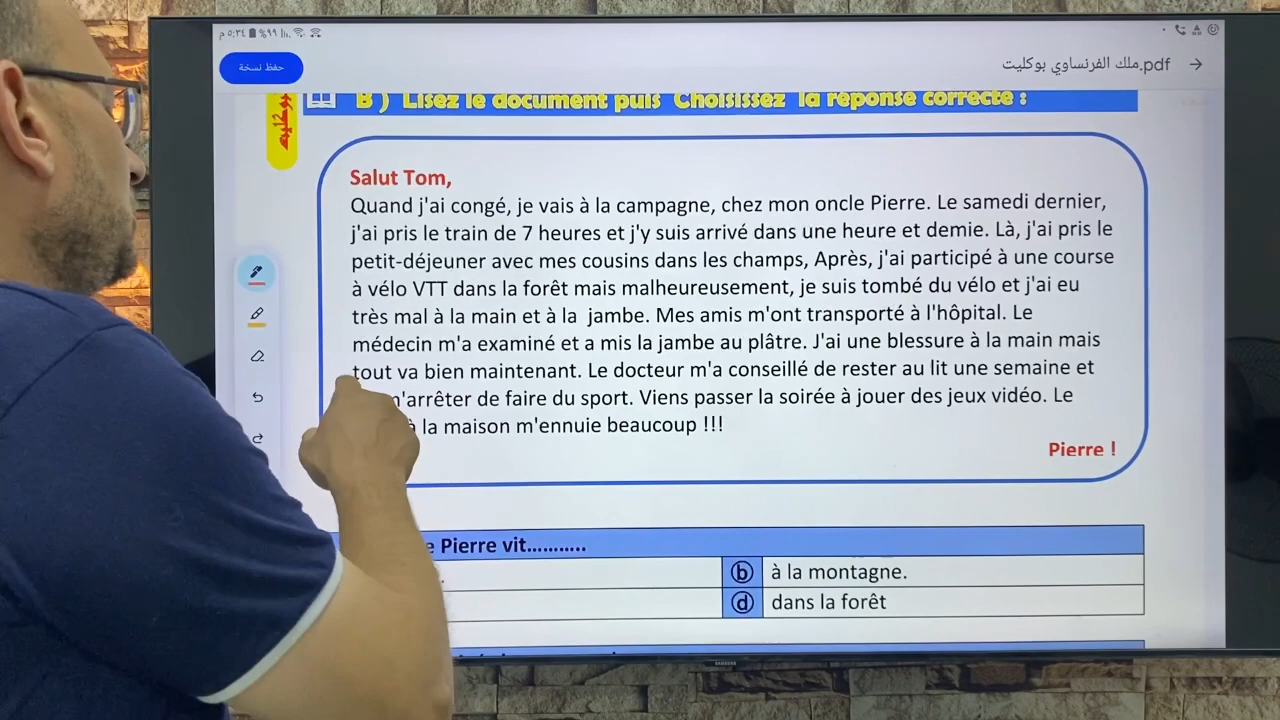 ٥:٣٤ م ٩٩%
حفظ نسخة
ملك الفرنساوي بوكليت.pdf
B ) Lisez le document puis Choisissez la réponse correcte :
Salut Tom,
Quand j'ai congé, je vais à la campagne, chez mon oncle Pierre. Le samedi dernier,
j'ai pris le train de 7 heures et j'y suis arrivé dans une heure et demie. Là, j'ai pris le
petit-déjeuner avec mes cousins dans les champs, Après, j'ai participé à une course
à vélo VTT dans la forêt mais malheureusement, je suis tombé du vélo et j'ai eu
très mal à la main et à la jambe. Mes amis m'ont transporté à l'hôpital. Le
médecin m'a examiné et a mis la jambe au plâtre. J'ai une blessure à la main mais
tout va bien maintenant. Le docteur m'a conseillé de rester au lit une semaine et
m'arrêter de faire du sport. Viens passer la soirée à jouer des jeux vidéo. Le
à la maison m'ennuie beaucoup !!!
Pierre !
e Pierre vit...........
ⓑ à la montagne.
ⓓ dans la forêt
SAMSUNG